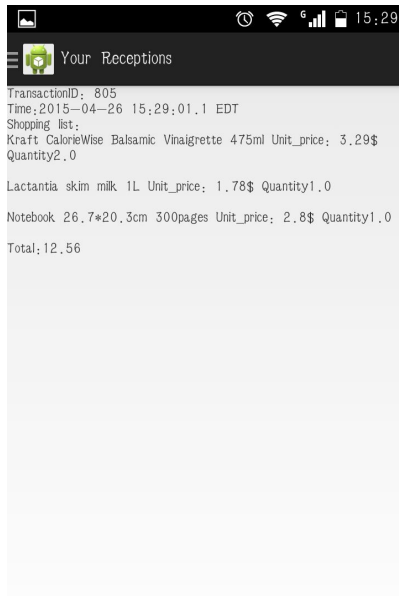 G 15:29
Your Receptions
TransactionID: 805
Time:2015-04-26 15:29:01.1 EDT
Shopping list:
Kraft CalorieWise Balsamic Vinaigrette 475ml Unit_price: 3.29$
Quantity2.0
Lactantia skim milk 1L Unit_price: 1.78$ Quantity1.0
Notebook 26.7*20.3cm 300pages Unit_price: 2.8$ Quantity1.0
Total:12.56